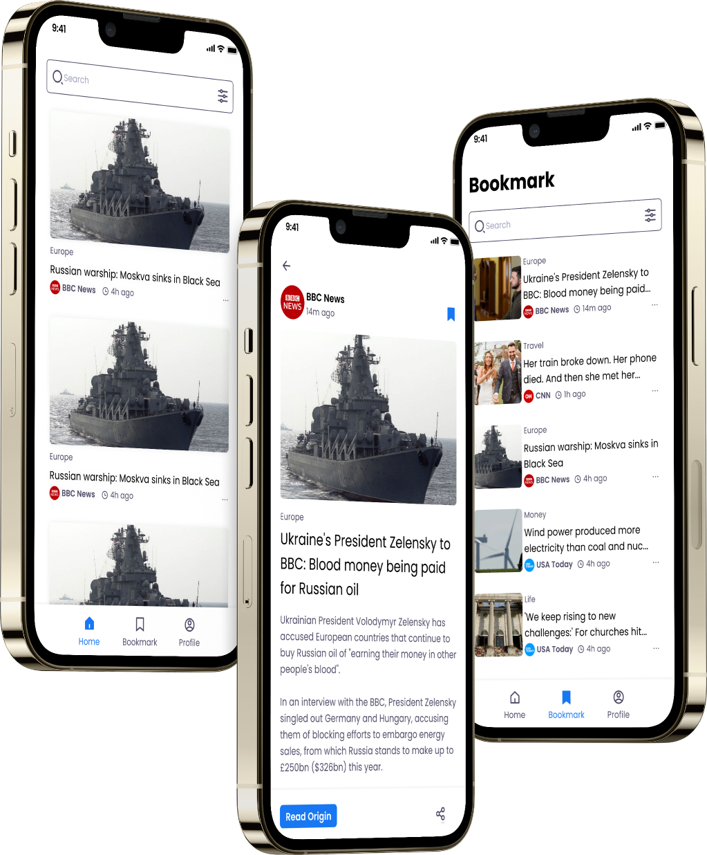 9:41
Search
Europe
Russian warship: Moskva sinks in Black Sea
BBC News 4h ago
...
Europe
Russian warship: Moskva sinks in Black Sea
BBC News 4h ago
...
Home
Bookmark
Profile
9:41
BBC
NEWS
BBC News
14m ago
Europe
Ukraine's President Zelensky to
BBC: Blood money being paid
for Russian oil
Ukrainian President Volodymyr Zelensky has
accused European countries that continue to
buy Russian oil of "earning their money in other
people's blood".
In an interview with the BBC, President Zelensky
singled out Germany and Hungary, accusing
them of blocking efforts to embargo energy
sales, from which Russia stands to make up to
£250bn ($326bn) this year.
Read Origin
9:41
Bookmark
Search
Europe
Ukraine's President Zelensky to
BBC: Blood money being paid...
BBC News 14m ago
...
Travel
Her train broke down. Her phone
died. And then she met her...
CNN 1h ago
...
Russian warship: Moskva sinks in
Black Sea
Europe
BBC News 4h ago
...
Money
Wind power produced more
electricity than coal and nuc...
USA Today 4h ago
...
Life
'We keep rising to new
challenges:' For churches hit...
USA Today 4h ago
...
Home
Bookmark
Profile